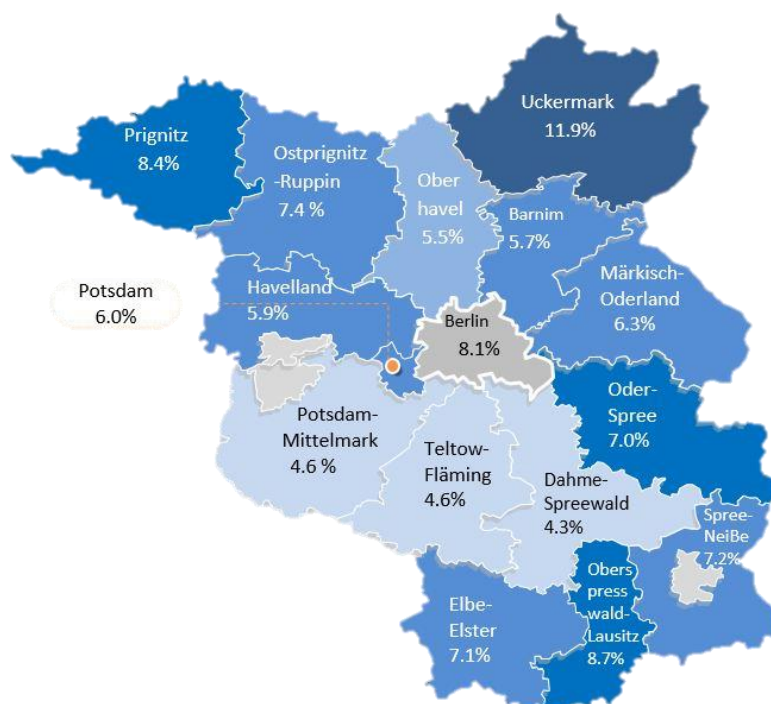 Uckermark
11.9%
Prignitz
8.4%
Ostprignitz
-Ruppin
7.4 %
Ober
havel
5.5%
Barnim
5.7%
Märkisch-
Oderland
6.3%
Potsdam
6.0%
Havelland
5.9%
Berlin
8.1%
Oder-
Spree
7.0%
Potsdam-
Mittelmark
4.6 %
Teltow-
Fläming
4.6%
Dahme-
Spreewald
4.3%
Spree-
Neiße
7.2%
Elbe-
Elster
7.1%
Obers
press
wald-
Lausitz
8.7%